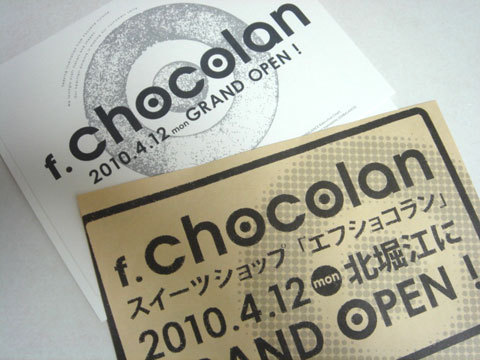 f.chocolan
2010.4.12 mon GRAND OPEN !
f.chocolan
スイーツショップ「エフショコラン」
2010.4.12 mon 北堀江に
GRAND OPEN !